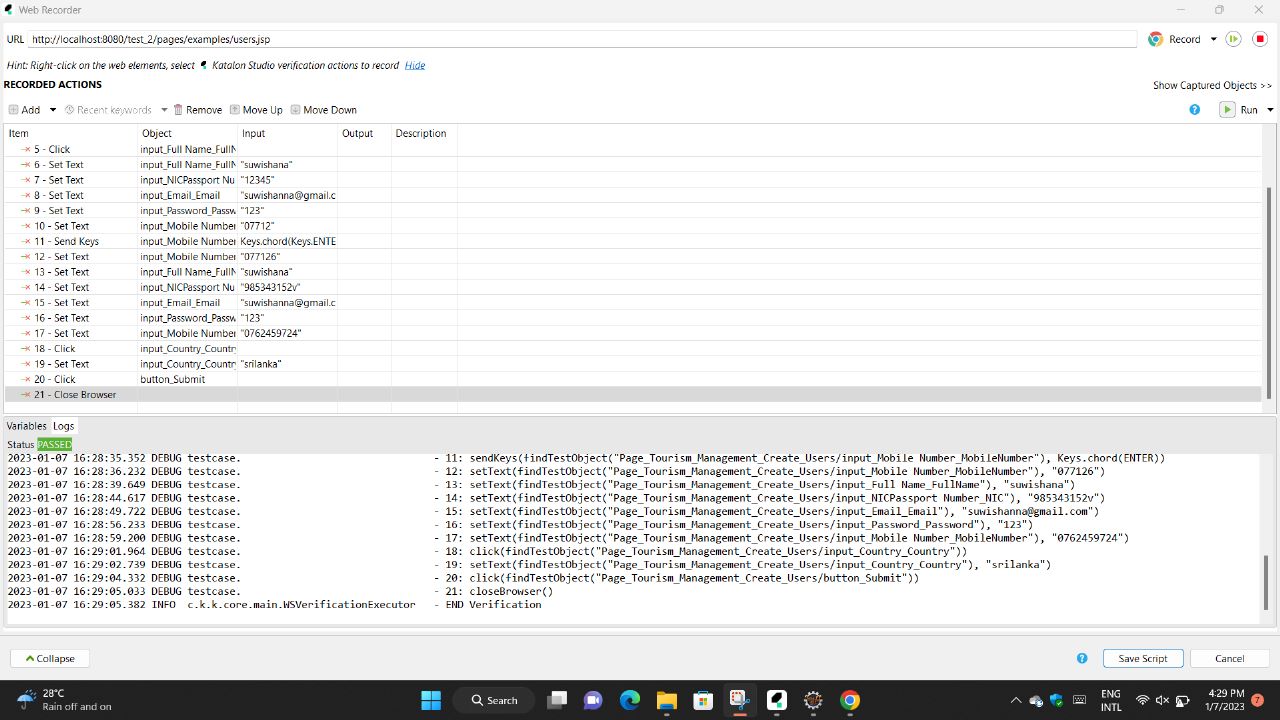 Web Recorder
URL http://localhost:8080/test_2/pages/examples/users.jsp Record
Hint: Right-click on the web elements, select Katalon Studio verification actions to record Hide
RECORDED ACTIONS
Show Captured Objects >>
Add Recent keywords Remove Move Up Move Down Run
Item Object Input Output Description
5 - Click input_Full Name_FullN
6 - Set Text input_Full Name_FullN "suwishana"
7 - Set Text input_NICPassport Nu "12345"
8 - Set Text input_Email_Email "suwishanna@gmail.c
9 - Set Text input_Password_Passw "123"
10 - Set Text input_Mobile Number "07712"
11 - Send Keys input_Mobile Number Keys.chord(Keys.ENTE
12 - Set Text input_Mobile Number "077126"
13 - Set Text input_Full Name_FullN "suwishana"
14 - Set Text input_NICPassport Nu "985343152v"
15 - Set Text input_Email_Email "suwishanna@gmail.c
16 - Set Text input_Password_Passw "123"
17 - Set Text input_Mobile Number "0762459724"
18 - Click input_Country_Country
19 - Set Text input_Country_Country "srilanka"
20 - Click button_Submit
21 - Close Browser
Variables Logs
Status PASSED
2023-01-07 16:28:35.352 DEBUG testcase. - 11: sendKeys(findTestObject("Page_Tourism_Management_Create_Users/input_Mobile Number_MobileNumber"), Keys.chord(ENTER))
2023-01-07 16:28:36.232 DEBUG testcase. - 12: setText(findTestObject("Page_Tourism_Management_Create_Users/input_Mobile Number_MobileNumber"), "077126")
2023-01-07 16:28:39.649 DEBUG testcase. - 13: setText(findTestObject("Page_Tourism_Management_Create_Users/input_Full Name_FullName"), "suwishana")
2023-01-07 16:28:44.617 DEBUG testcase. - 14: setText(findTestObject("Page_Tourism_Management_Create_Users/input_NICPassport Number_NIC"), "985343152v")
2023-01-07 16:28:49.722 DEBUG testcase. - 15: setText(findTestObject("Page_Tourism_Management_Create_Users/input_Email_Email"), "suwishanna@gmail.com")
2023-01-07 16:28:56.233 DEBUG testcase. - 16: setText(findTestObject("Page_Tourism_Management_Create_Users/input_Password_Password"), "123")
2023-01-07 16:28:59.200 DEBUG testcase. - 17: setText(findTestObject("Page_Tourism_Management_Create_Users/input_Mobile Number_MobileNumber"), "0762459724")
2023-01-07 16:29:01.964 DEBUG testcase. - 18: click(findTestObject("Page_Tourism_Management_Create_Users/input_Country_Country"))
2023-01-07 16:29:02.739 DEBUG testcase. - 19: setText(findTestObject("Page_Tourism_Management_Create_Users/input_Country_Country"), "srilanka")
2023-01-07 16:29:04.332 DEBUG testcase. - 20: click(findTestObject("Page_Tourism_Management_Create_Users/button_Submit"))
2023-01-07 16:29:05.033 DEBUG testcase. - 21: closeBrowser()
2023-01-07 16:29:05.382 INFO c.k.k.core.main.WSVerificationExecutor - END Verification
Collapse Save Script Cancel
28°C
Rain off and on
Search
ENG
INTL
4:29 PM
1/7/2023
7